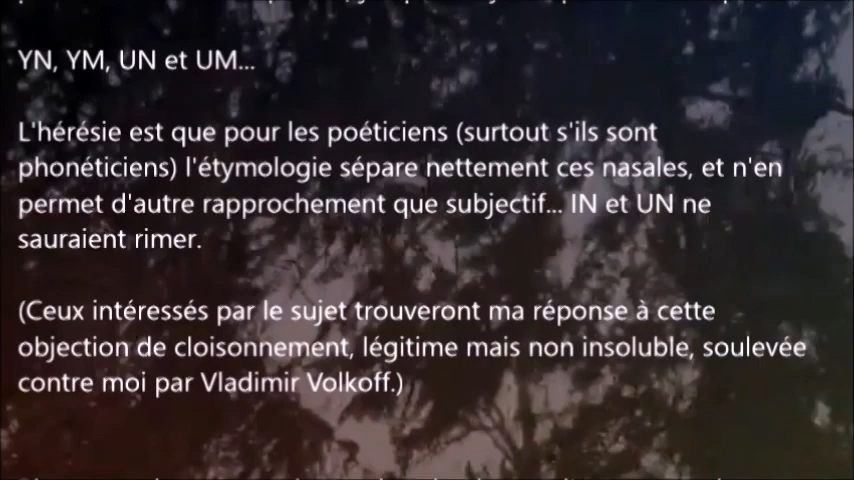 YN, YM, UN et UM...
L'hérésie est que pour les poéticiens (surtout s'ils sont
phonéticiens) l'étymologie sépare nettement ces nasales, et n'en
permet d'autre rapprochement que subjectif... IN et UN ne
sauraient rimer.
(Ceux intéressés par le sujet trouveront ma réponse à cette
objection de cloisonnement, légitime mais non insoluble, soulevée
contre moi par Vladimir Volkoff.)